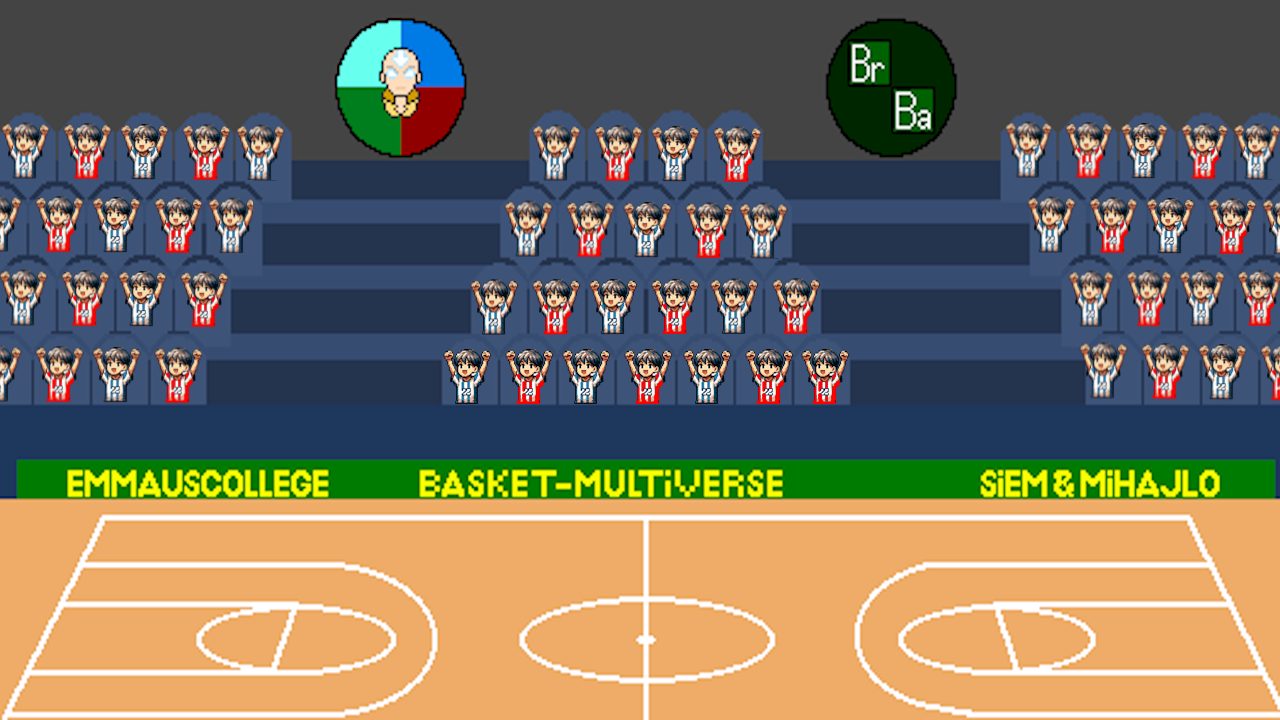 Br
Ba
EMMAUSCOLLEGE
BASKET-MULTiVERSE
SiEM & MiHAJLO